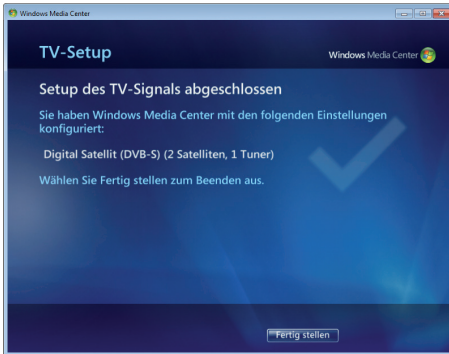 Windows Media Center
TV-Setup
Windows Media Center
Setup des TV-Signals abgeschlossen
Sie haben Windows Media Center mit den folgenden Einstellungen
konfiguriert:
Digital Satellit (DVB-S) (2 Satelliten, 1 Tuner)
Wählen Sie Fertig stellen zum Beenden aus.
Fertig stellen